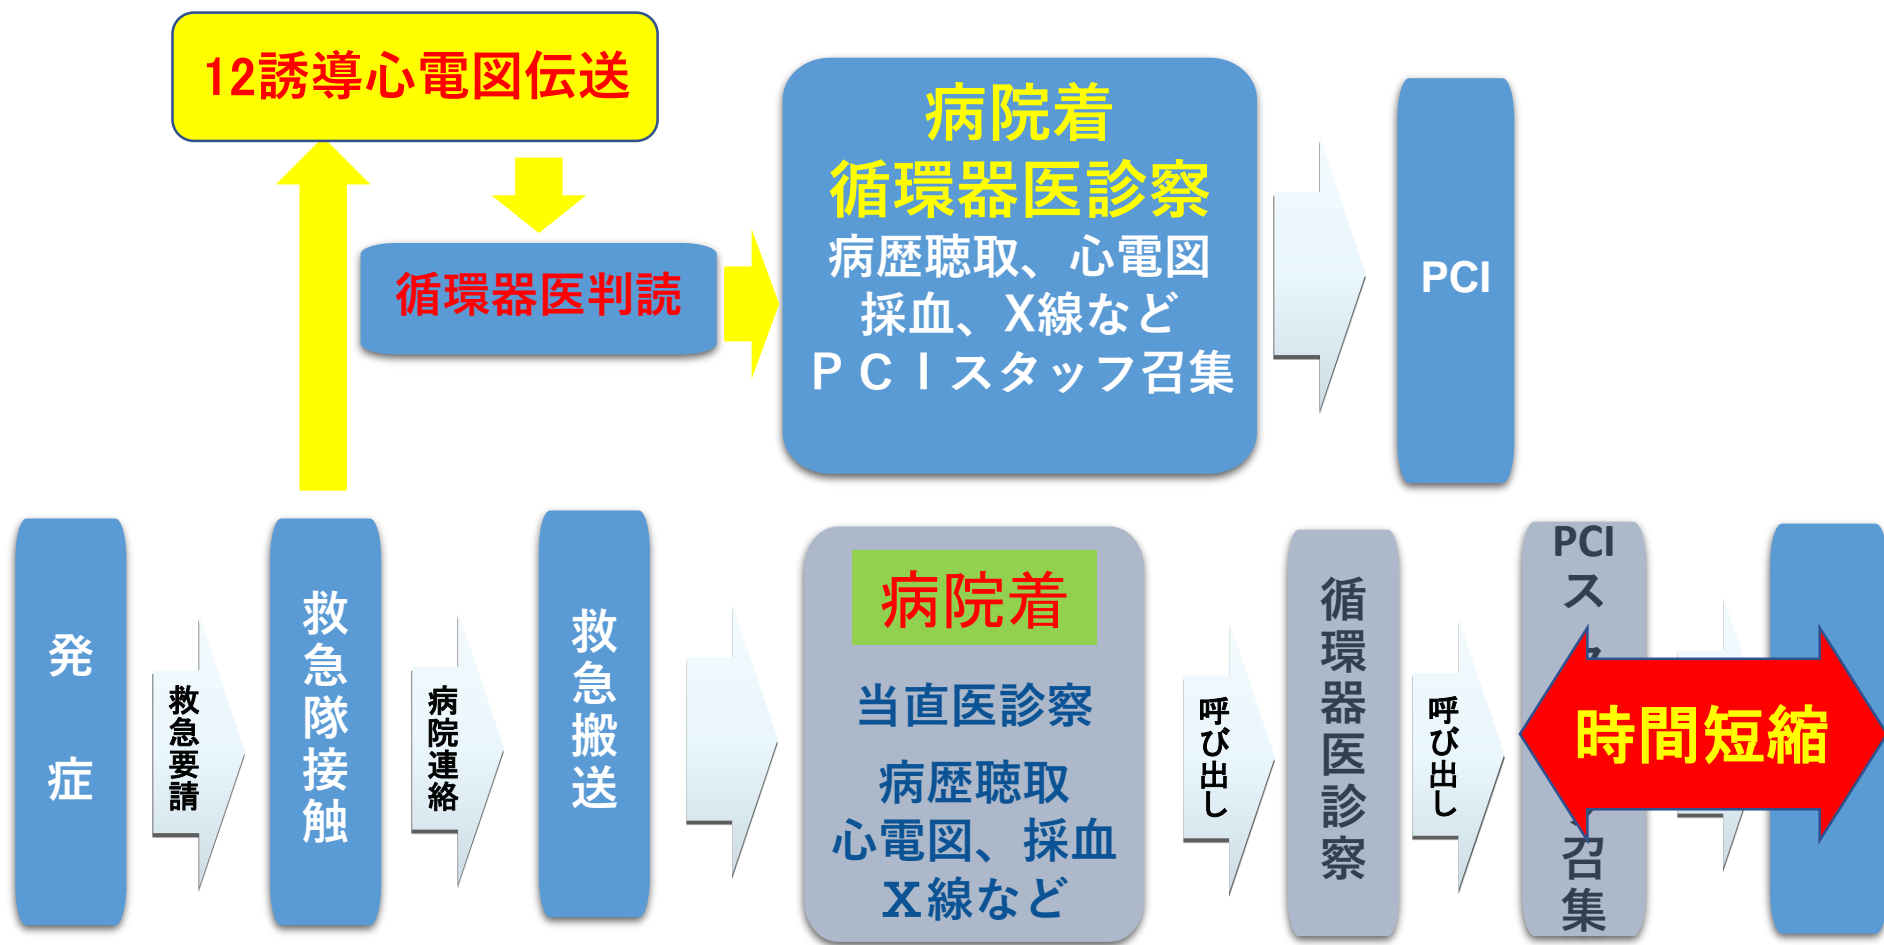 12誘導心電図伝送
循環器医判読
病院着
循環器医診察
病歴聴取、心電図
採血、X線など
ＰＣＩスタッフ召集
PCI
発症
救急要請
救急隊接触
病院連絡
救急搬送
病院着
当直医診察
病歴聴取
心電図、採血
X線など
呼び出し
循環器医診察
呼び出し
PCI
ス
召集
時間短縮